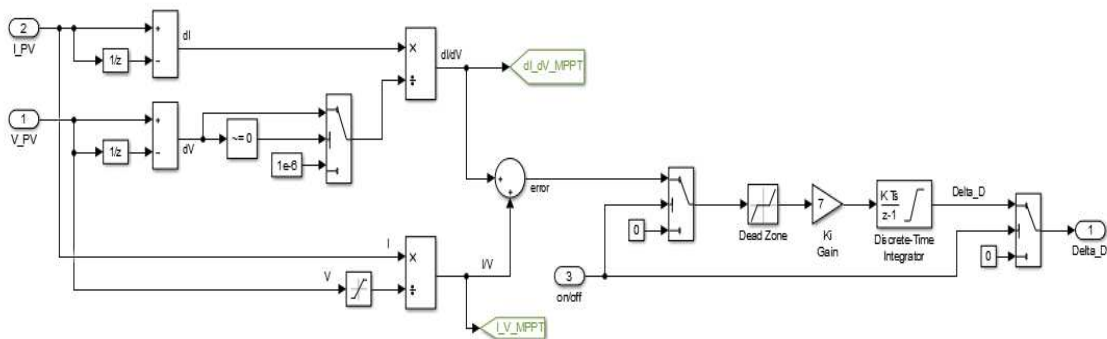 2
I_PV
1/z
+
−
dI
×
÷
dI/dV
dI_dV_MPPT
1
V_PV
1/z
+
−
dV
~= 0
1e-6
+
+
error
I
V
×
÷
I/V
I_V_MPPT
0
3
on/off
Dead Zone
7
Ki
Gain
K Ts
z-1
Discrete-Time
Integrator
Delta_D
0
1
Delta_D